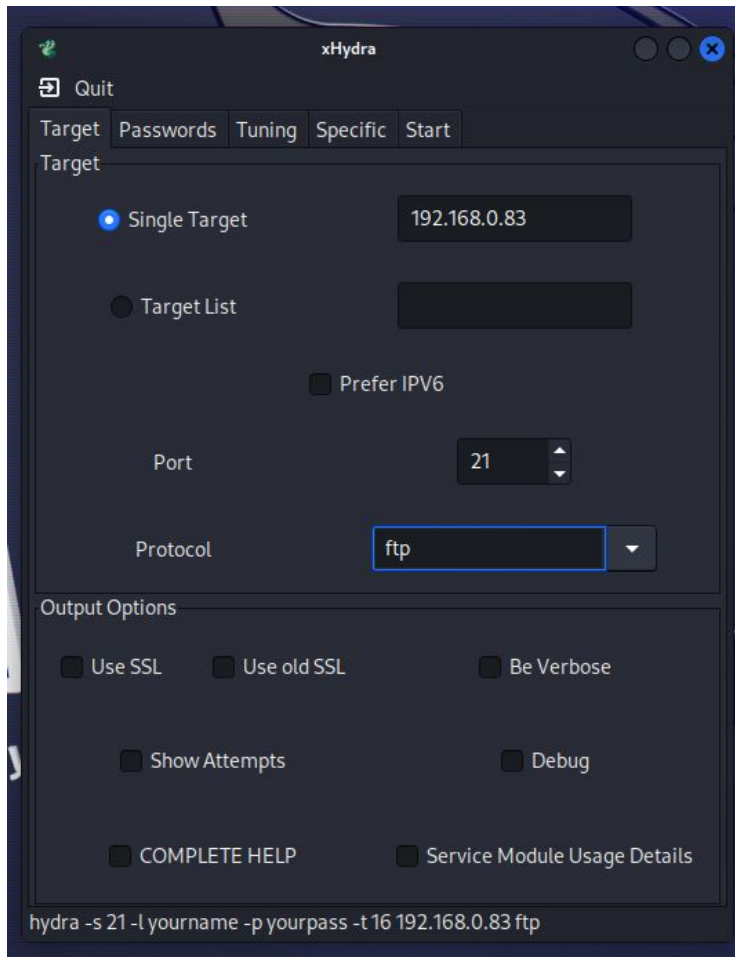 xHydra
Quit
Target Passwords Tuning Specific Start
Target
Single Target 192.168.0.83
Target List
Prefer IPV6
Port 21
Protocol ftp
Output Options
Use SSL Use old SSL Be Verbose
Show Attempts Debug
COMPLETE HELP Service Module Usage Details
hydra -s 21 -l yourname -p yourpass -t 16 192.168.0.83 ftp